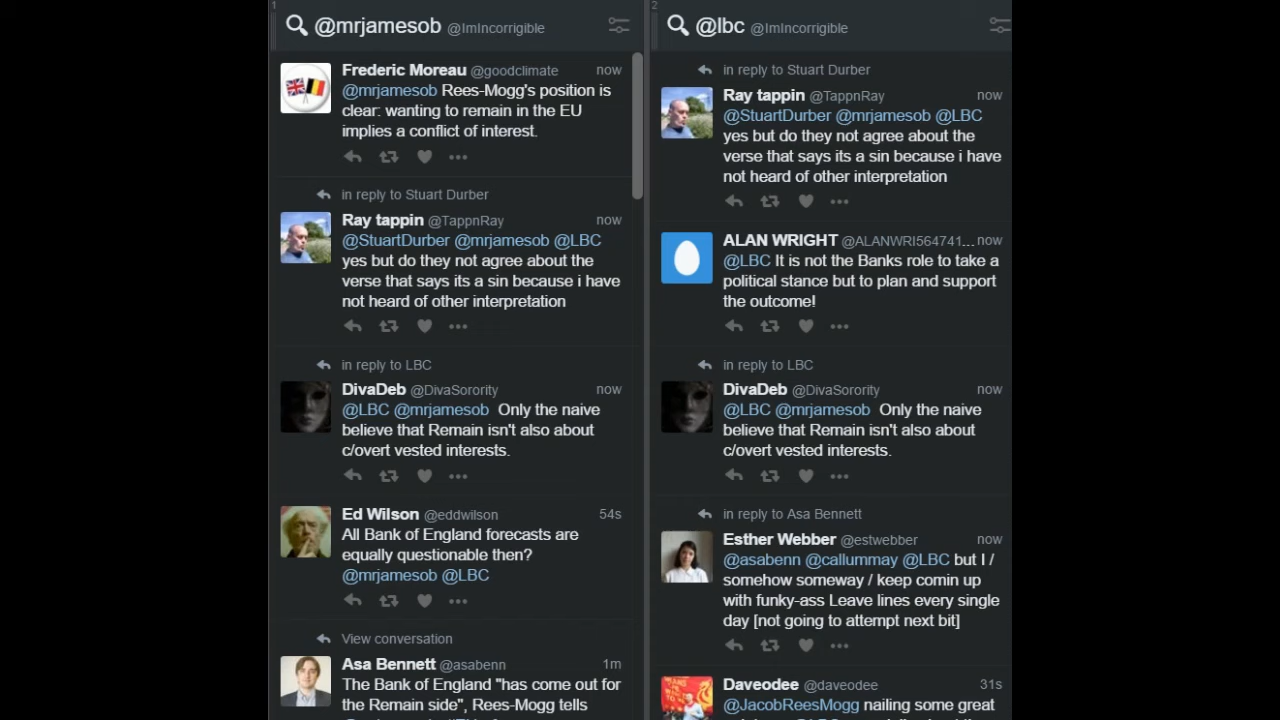 1
@mrjamesob @ImIncorrigible
Frederic Moreau @goodclimate now
@mrjamesob Rees-Mogg's position is
clear: wanting to remain in the EU
implies a conflict of interest.
in reply to Stuart Durber
Ray tappin @TappnRay now
@StuartDurber @mrjamesob @LBC
yes but do they not agree about the
verse that says its a sin because i have
not heard of other interpretation
in reply to LBC
DivaDeb @DivaSorority now
@LBC @mrjamesob Only the naive
believe that Remain isn't also about
c/overt vested interests.
Ed Wilson @eddwilson 54s
All Bank of England forecasts are
equally questionable then?
@mrjamesob @LBC
View conversation
Asa Bennett @asabenn 1m
The Bank of England "has come out for
the Remain side", Rees-Mogg tells
2
@lbc @ImIncorrigible
in reply to Stuart Durber
Ray tappin @TappnRay now
@StuartDurber @mrjamesob @LBC
yes but do they not agree about the
verse that says its a sin because i have
not heard of other interpretation
ALAN WRIGHT @ALANWRI564741... now
@LBC It is not the Banks role to take a
political stance but to plan and support
the outcome!
in reply to LBC
DivaDeb @DivaSorority now
@LBC @mrjamesob Only the naive
believe that Remain isn't also about
c/overt vested interests.
in reply to Asa Bennett
Esther Webber @estwebber now
@asabenn @callummay @LBC but I /
somehow someway / keep comin up
with funky-ass Leave lines every single
day [not going to attempt next bit]
Daveodee @daveodee 31s
@JacobReesMogg nailing some great